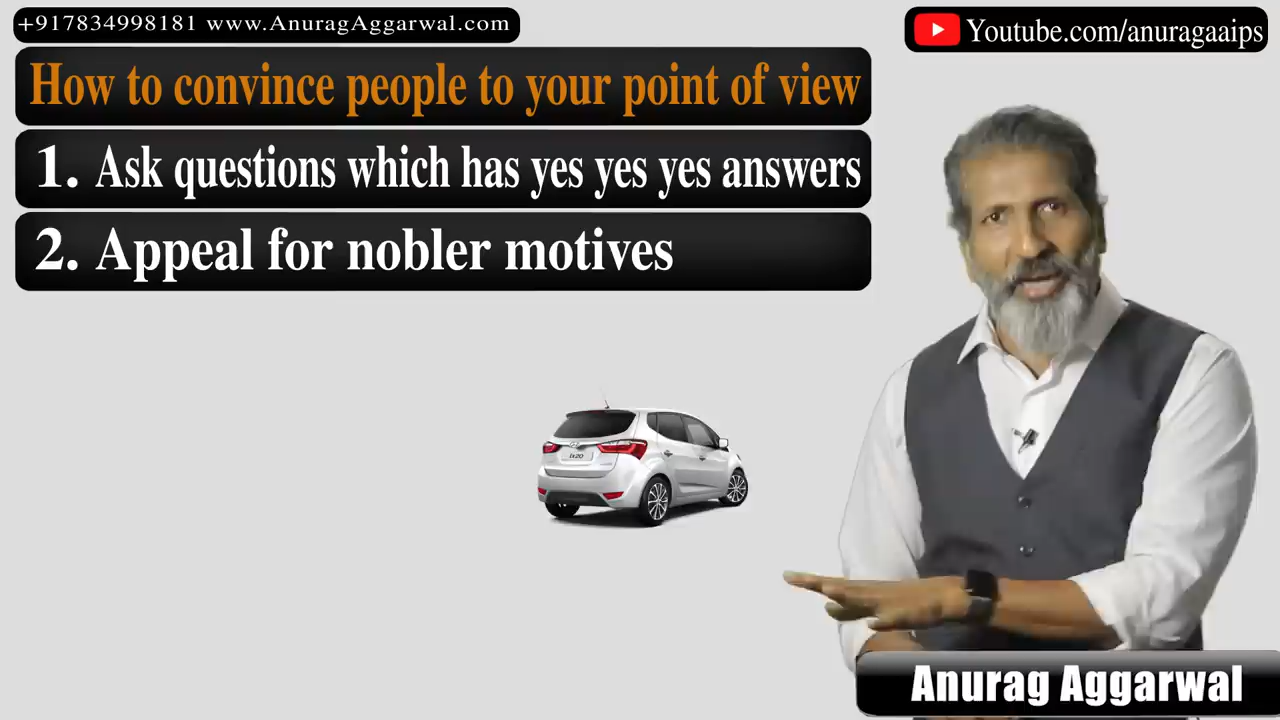 +917834998181 www.AnuragAggarwal.com
Youtube.com/anuragaaips
How to convince people to your point of view
1. Ask questions which has yes yes yes answers
2. Appeal for nobler motives
ix20
Anurag Aggarwal